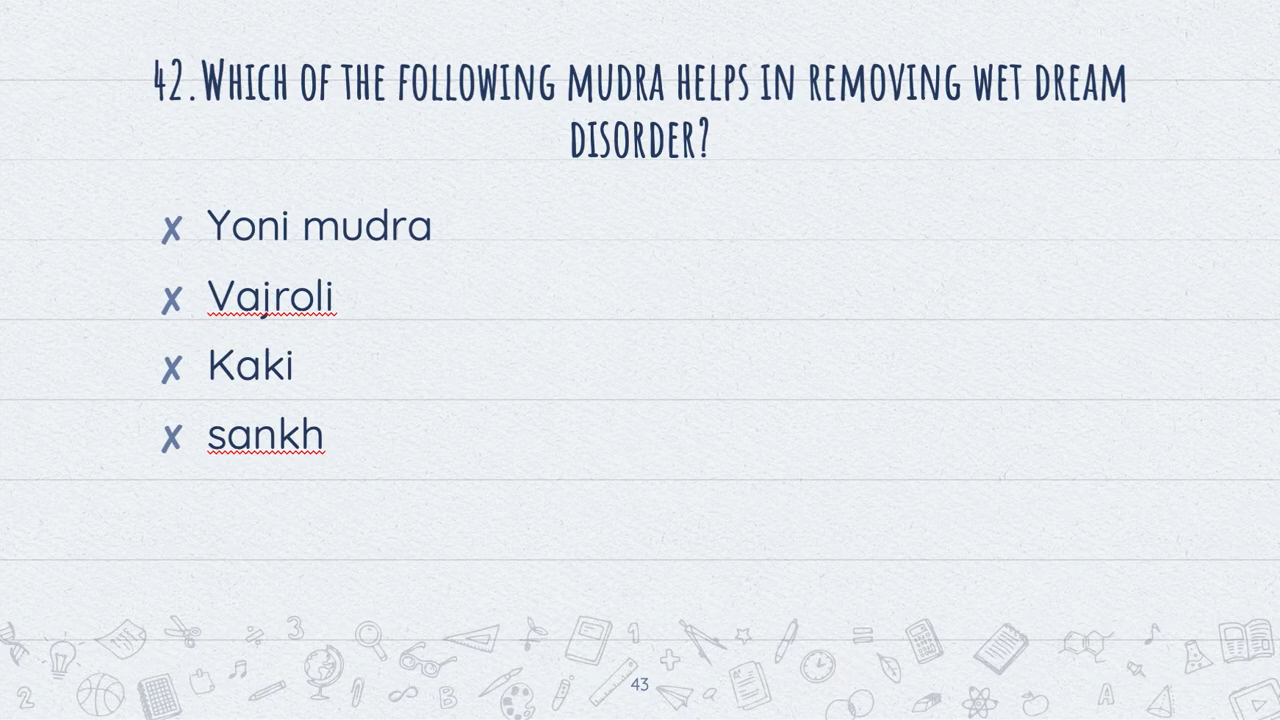 42.Which of the following mudra helps in removing wet dream
disorder?
✗ Yoni mudra
✗ Vajroli
✗ Kaki
✗ sankh
43